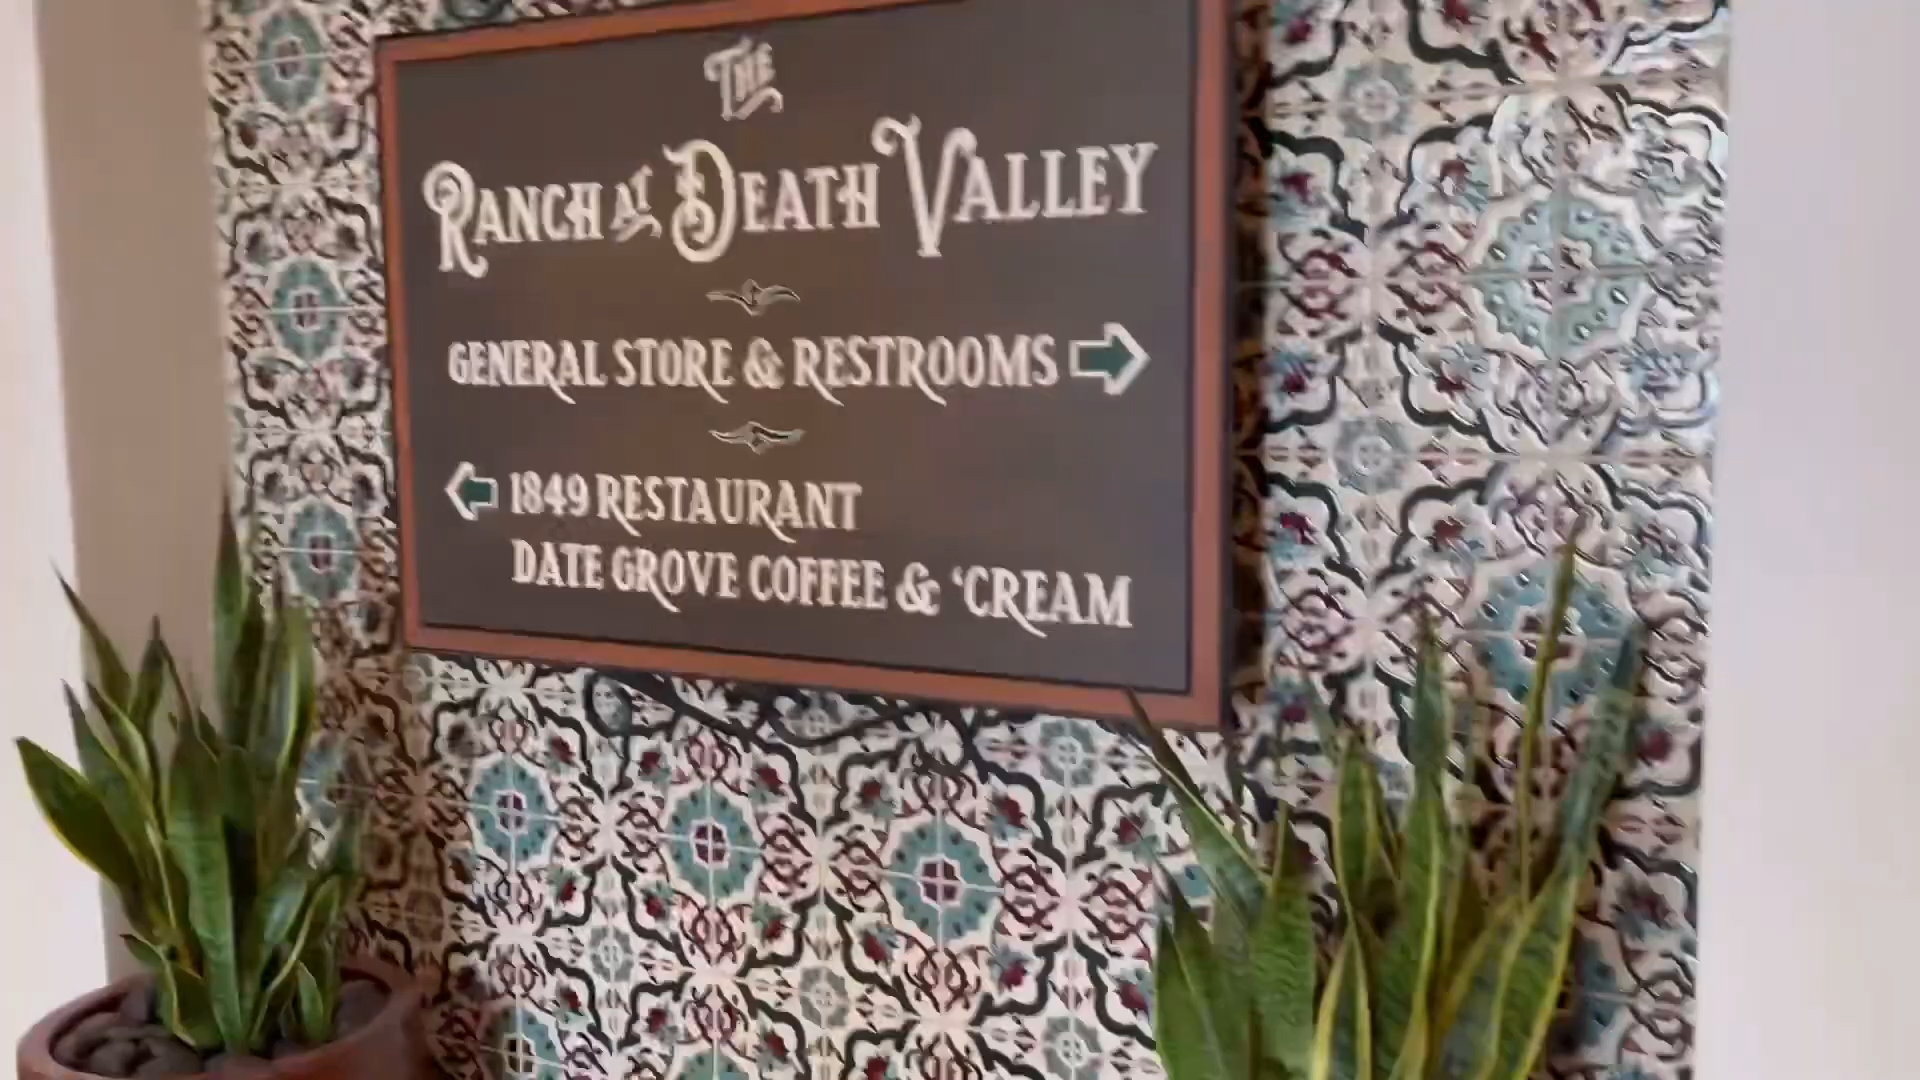 THE
RANCH AT DEATH VALLEY
GENERAL STORE & RESTROOMS
1849 RESTAURANT
DATE GROVE COFFEE & ‘CREAM